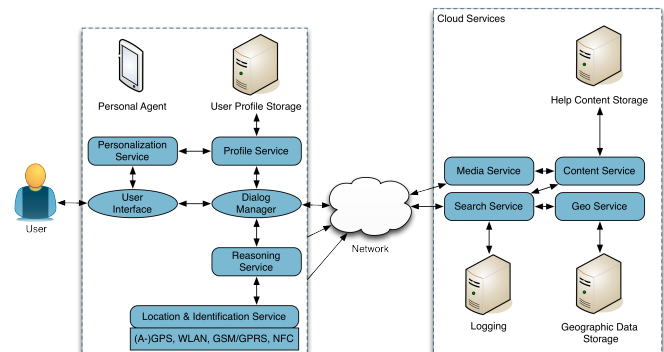 Cloud Services
Personal Agent
User Profile Storage
Help Content Storage
Personalization
Service
Profile Service
Media Service
Content Service
User
Interface
Dialog
Manager
Search Service
Geo Service
User
Network
Reasoning
Service
Location & Identification Service
(A-)GPS, WLAN, GSM/GPRS, NFC
Logging
Geographic Data
Storage